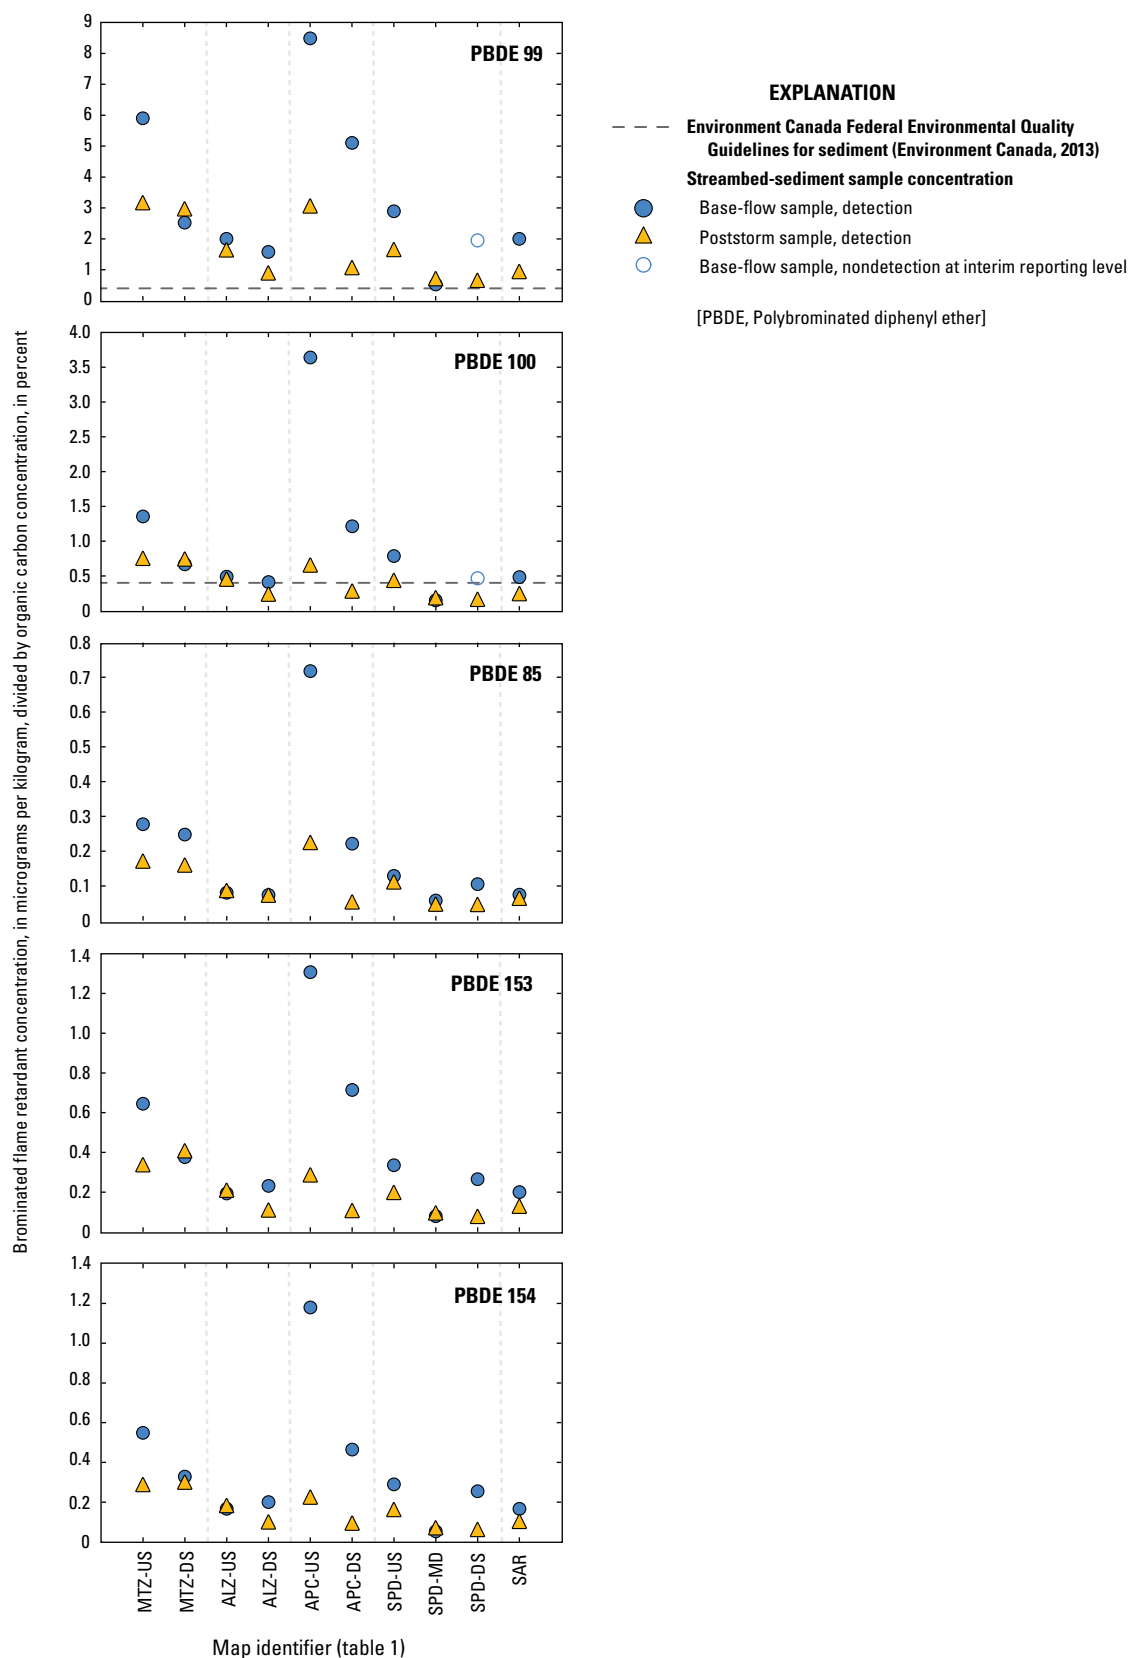 Brominated flame retardant concentration, in micrograms per kilogram, divided by organic carbon concentration, in percent
9
8
7
6
5
4
3
2
1
0
PBDE 99
4.0
3.5
3.0
2.5
2.0
1.5
1.0
0.5
0
PBDE 100
0.8
0.7
0.6
0.5
0.4
0.3
0.2
0.1
0
PBDE 85
1.4
1.2
1.0
0.8
0.6
0.4
0.2
0
PBDE 153
1.4
1.2
1.0
0.8
0.6
0.4
0.2
0
PBDE 154
MTZ-US
MTZ-DS
ALZ-US
ALZ-DS
APC-US
APC-DS
SPD-US
SPD-MD
SPD-DS
SAR
Map identifier (table 1)
EXPLANATION
Environment Canada Federal Environmental Quality
Guidelines for sediment (Environment Canada, 2013)
Streambed-sediment sample concentration
Base-flow sample, detection
Poststorm sample, detection
Base-flow sample, nondetection at interim reporting level
[PBDE, Polybrominated diphenyl ether]